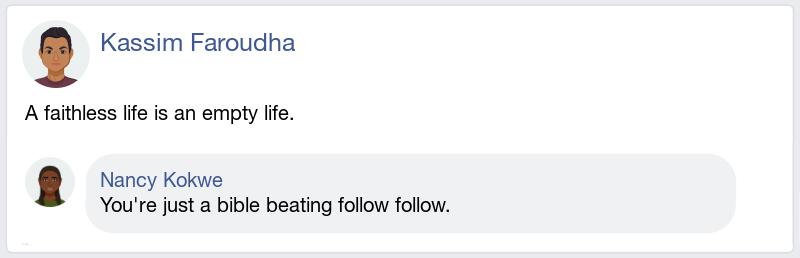 Kassim Faroudha
A faithless life is an empty life.
Nancy Kokwe
You're just a bible beating follow follow.